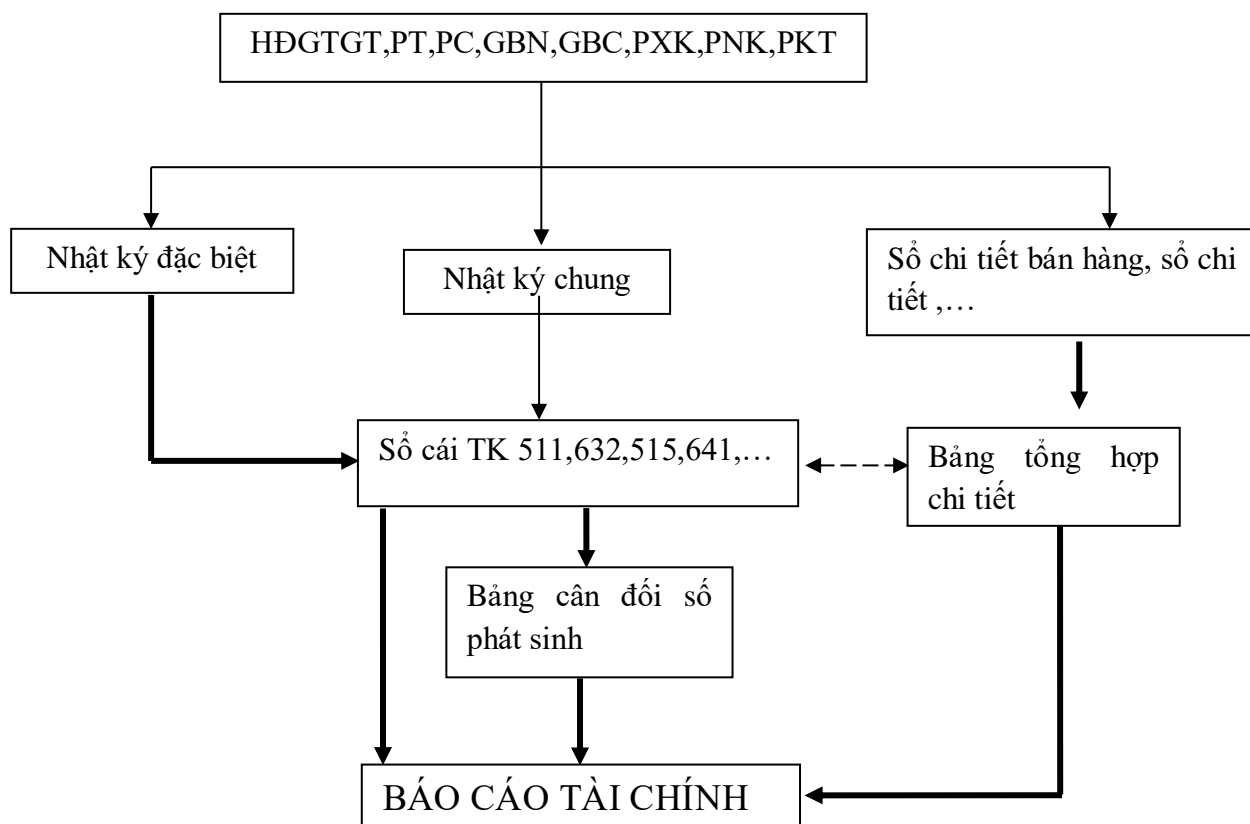 HĐGTGT,PT,PC,GBN,GBC,PXK,PNK,PKT
Nhật ký đặc biệt
Nhật ký chung
Sổ chi tiết bán hàng, sổ chi
tiết ,…
Sổ cái TK 511,632,515,641,…
Bảng tổng hợp
chi tiết
Bảng cân đối số
phát sinh
BÁO CÁO TÀI CHÍNH